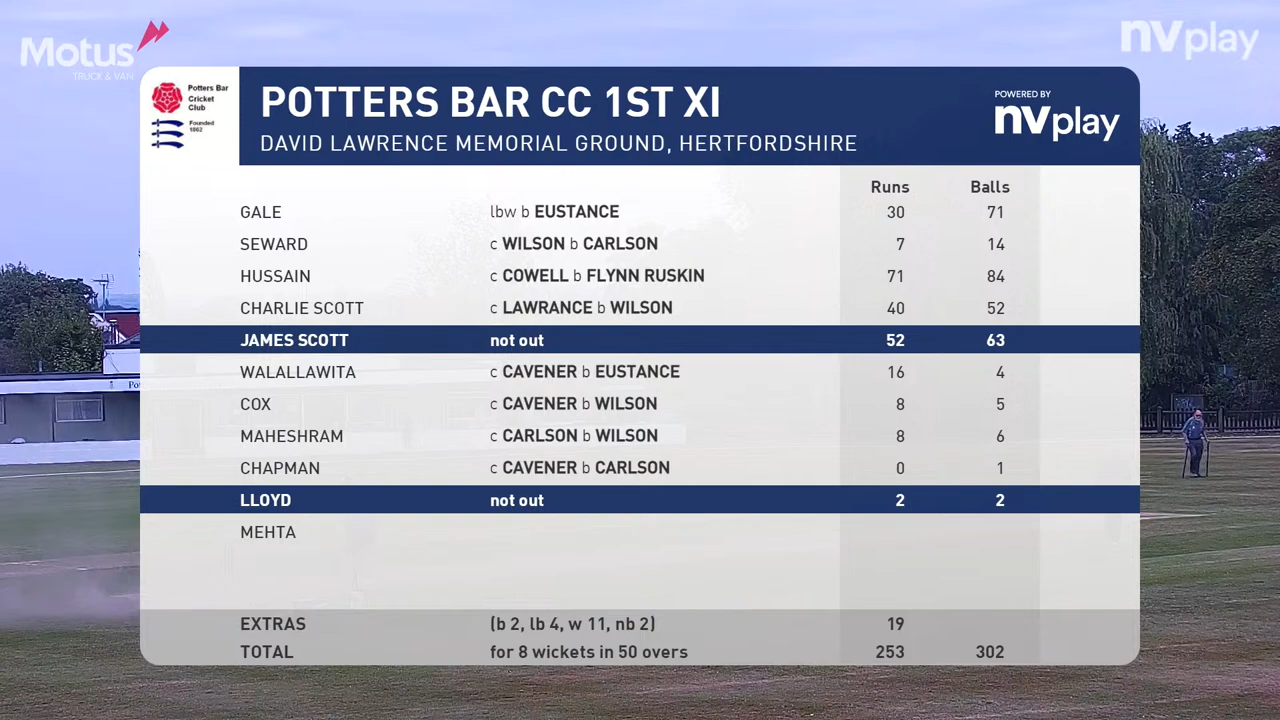 Motus
TRUCK & VAN
nvplay
Potters Bar
Cricket
Club
Founded
1862
POTTERS BAR CC 1ST XI
DAVID LAWRENCE MEMORIAL GROUND, HERTFORDSHIRE
POWERED BY
nvplay
Runs Balls
GALE lbw b EUSTANCE 30 71
SEWARD c WILSON b CARLSON 7 14
HUSSAIN c COWELL b FLYNN RUSKIN 71 84
CHARLIE SCOTT c LAWRANCE b WILSON 40 52
JAMES SCOTT not out 52 63
WALALLAWITA c CAVENER b EUSTANCE 16 4
COX c CAVENER b WILSON 8 5
MAHESHRAM c CARLSON b WILSON 8 6
CHAPMAN c CAVENER b CARLSON 0 1
LLOYD not out 2 2
MEHTA
EXTRAS (b 2, lb 4, w 11, nb 2) 19
TOTAL for 8 wickets in 50 overs 253 302